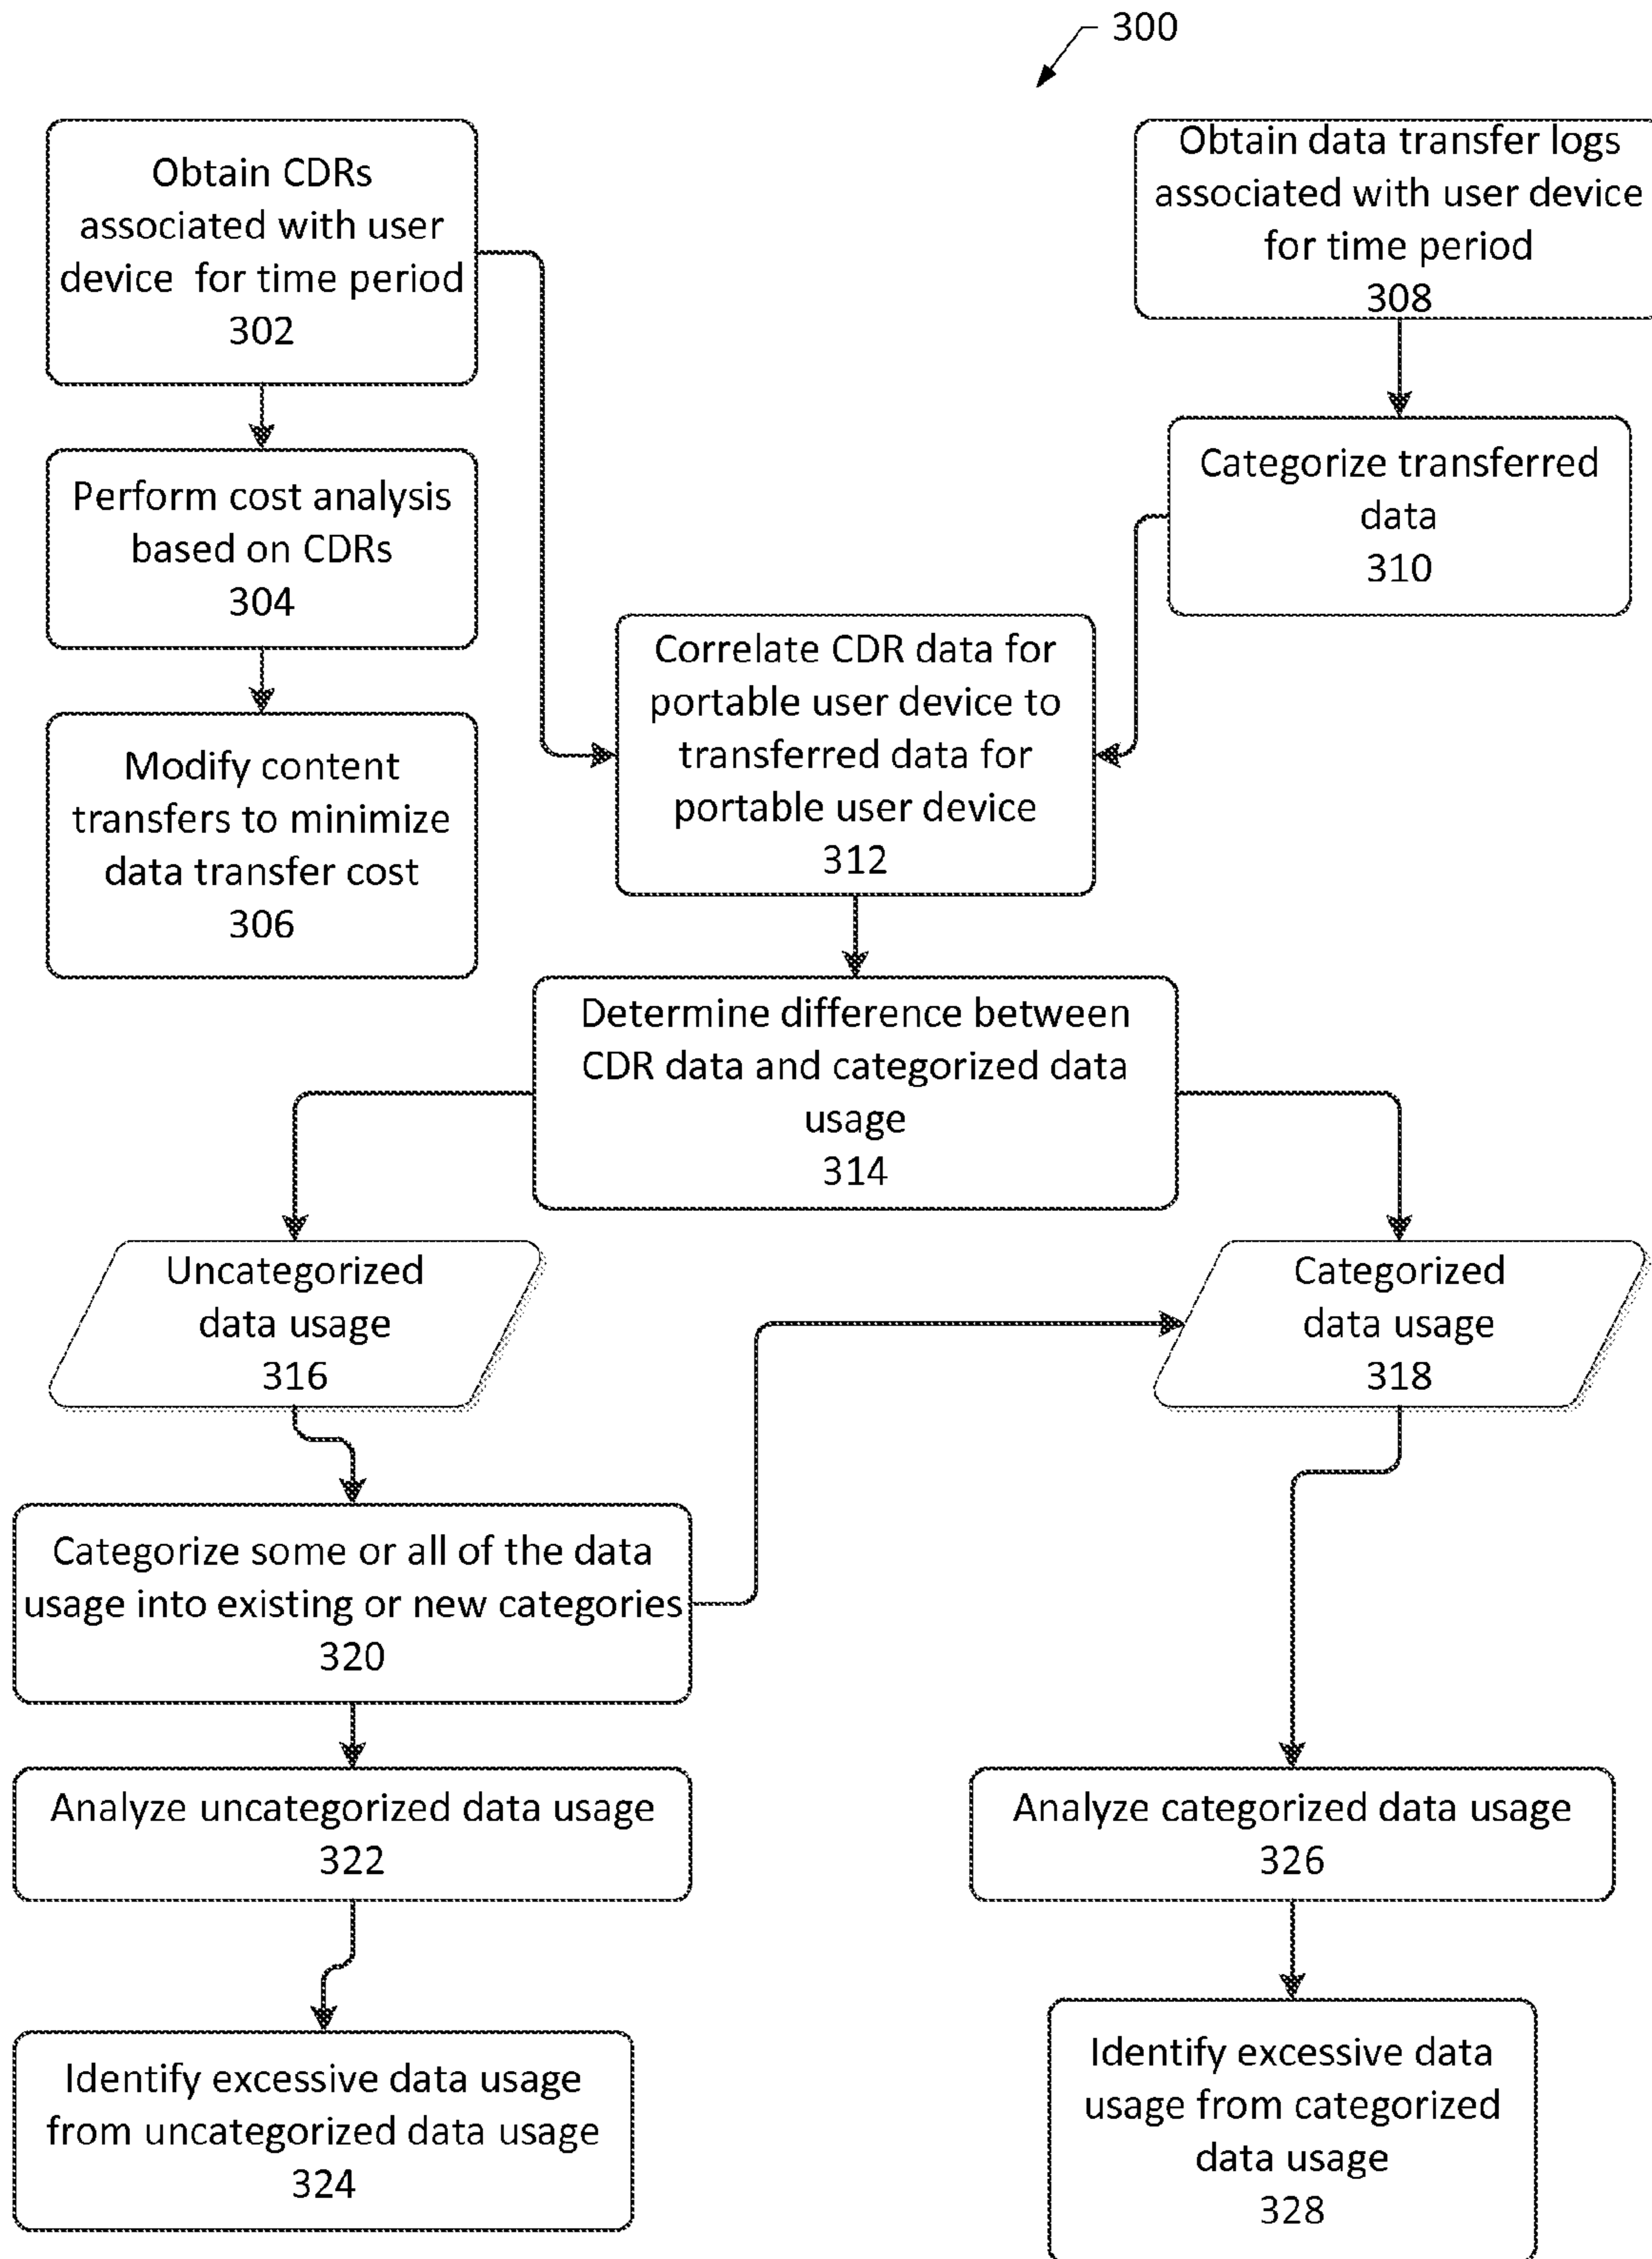 300
Obtain CDRs
associated with user
device for time period
302
Obtain data transfer logs
associated with user device
for time period
308
Perform cost analysis
based on CDRs
304
Categorize transferred
data
310
Modify content
transfers to minimize
data transfer cost
306
Correlate CDR data for
portable user device to
transferred data for
portable user device
312
Determine difference between
CDR data and categorized data
usage
314
Uncategorized
data usage
316
Categorized
data usage
318
Categorize some or all of the data
usage into existing or new categories
320
Analyze uncategorized data usage
322
Analyze categorized data usage
326
Identify excessive data usage
from uncategorized data usage
324
Identify excessive data
usage from categorized
data usage
328